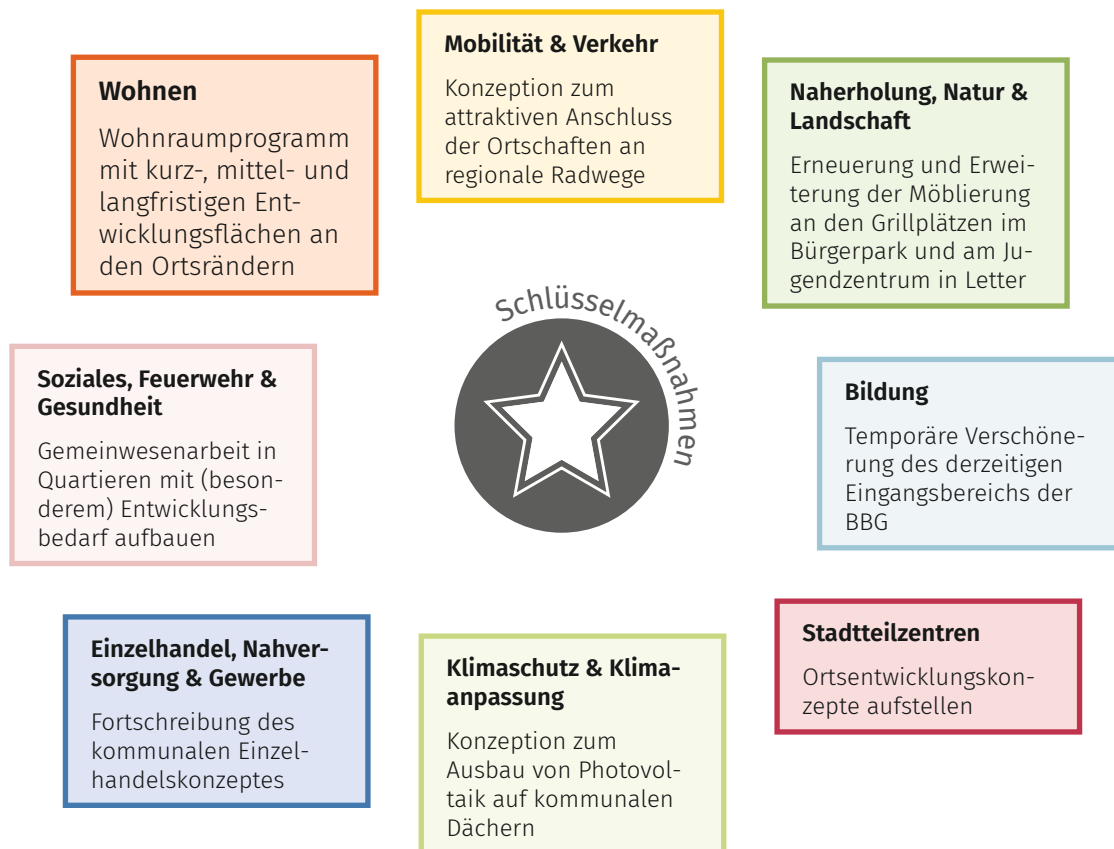 Mobilität & Verkehr
Konzeption zum
attraktiven Anschluss
der Ortschaften an
regionale Radwege
Wohnen
Wohnraumprogramm
mit kurz-, mittel- und
langfristigen Ent-
wicklungsflächen an
den Ortsrändern
Naherholung, Natur &
Landschaft
Erneuerung und Erwei-
terung der Möblierung
an den Grillplätzen im
Bürgerpark und am Ju-
gendzentrum in Letter
Schlüsselmaßnahmen
Soziales, Feuerwehr &
Gesundheit
Gemeinwesenarbeit in
Quartieren mit (beson-
derem) Entwicklungs-
bedarf aufbauen
Bildung
Temporäre Verschöne-
rung des derzeitigen
Eingangsbereichs der
BBG
Einzelhandel, Nahver-
sorgung & Gewerbe
Fortschreibung des
kommunalen Einzel-
handelskonzeptes
Klimaschutz & Klima-
anpassung
Konzeption zum
Ausbau von Photovol-
taik auf kommunalen
Dächern
Stadtteilzentren
Ortsentwicklungskon-
zepte aufstellen